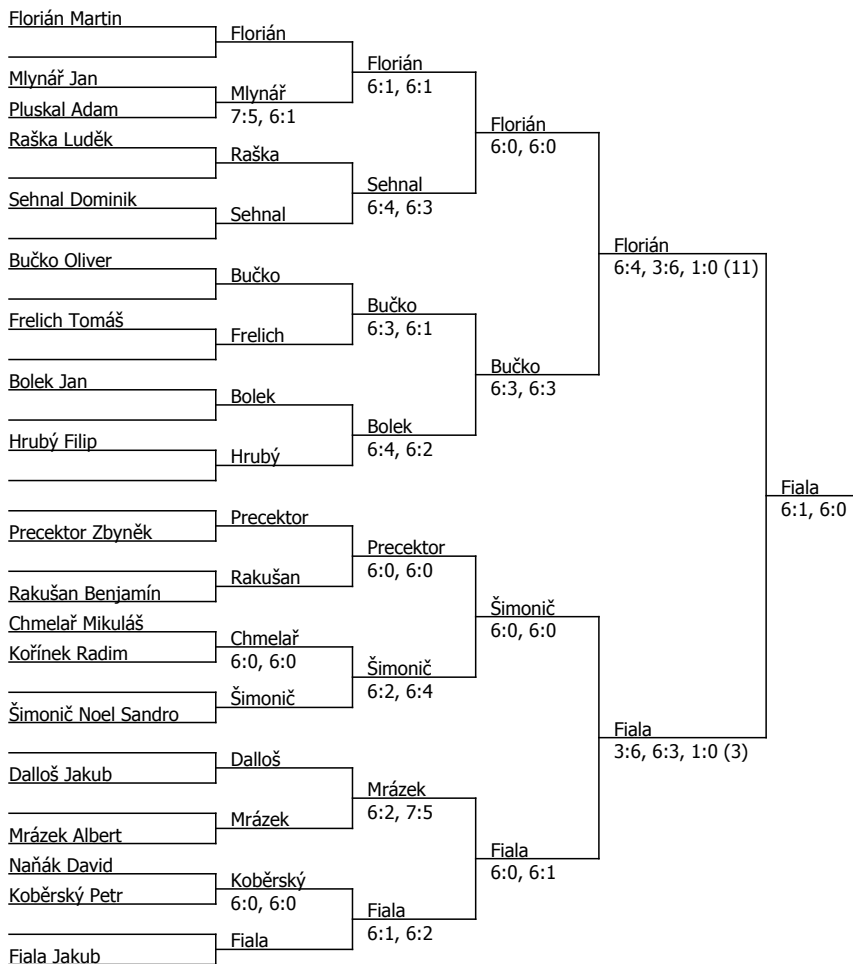 Florián Martin
Mlynář Jan
Pluskal Adam
Raška Luděk
Sehnal Dominik
Bučko Oliver
Frelich Tomáš
Bolek Jan
Hrubý Filip
Precektor Zbyněk
Rakušan Benjamín
Chmelař Mikuláš
Kořínek Radim
Šimonič Noel Sandro
Dalloš Jakub
Mrázek Albert
Naňák David
Koběrský Petr
Fiala Jakub
Florián
Mlynář
7:5, 6:1
Raška
Sehnal
Bučko
Frelich
Bolek
Hrubý
Precektor
Rakušan
Chmelař
6:0, 6:0
Šimonič
Dalloš
Mrázek
Koběrský
6:0, 6:0
Fiala
Florián
6:1, 6:1
Sehnal
6:4, 6:3
Bučko
6:3, 6:1
Bolek
6:4, 6:2
Precektor
6:0, 6:0
Šimonič
6:2, 6:4
Mrázek
6:2, 7:5
Fiala
6:1, 6:2
Florián
6:0, 6:0
Bučko
6:3, 6:3
Šimonič
6:0, 6:0
Fiala
6:0, 6:1
Florián
6:4, 3:6, 1:0 (11)
Fiala
3:6, 6:3, 1:0 (3)
Fiala
6:1, 6:0